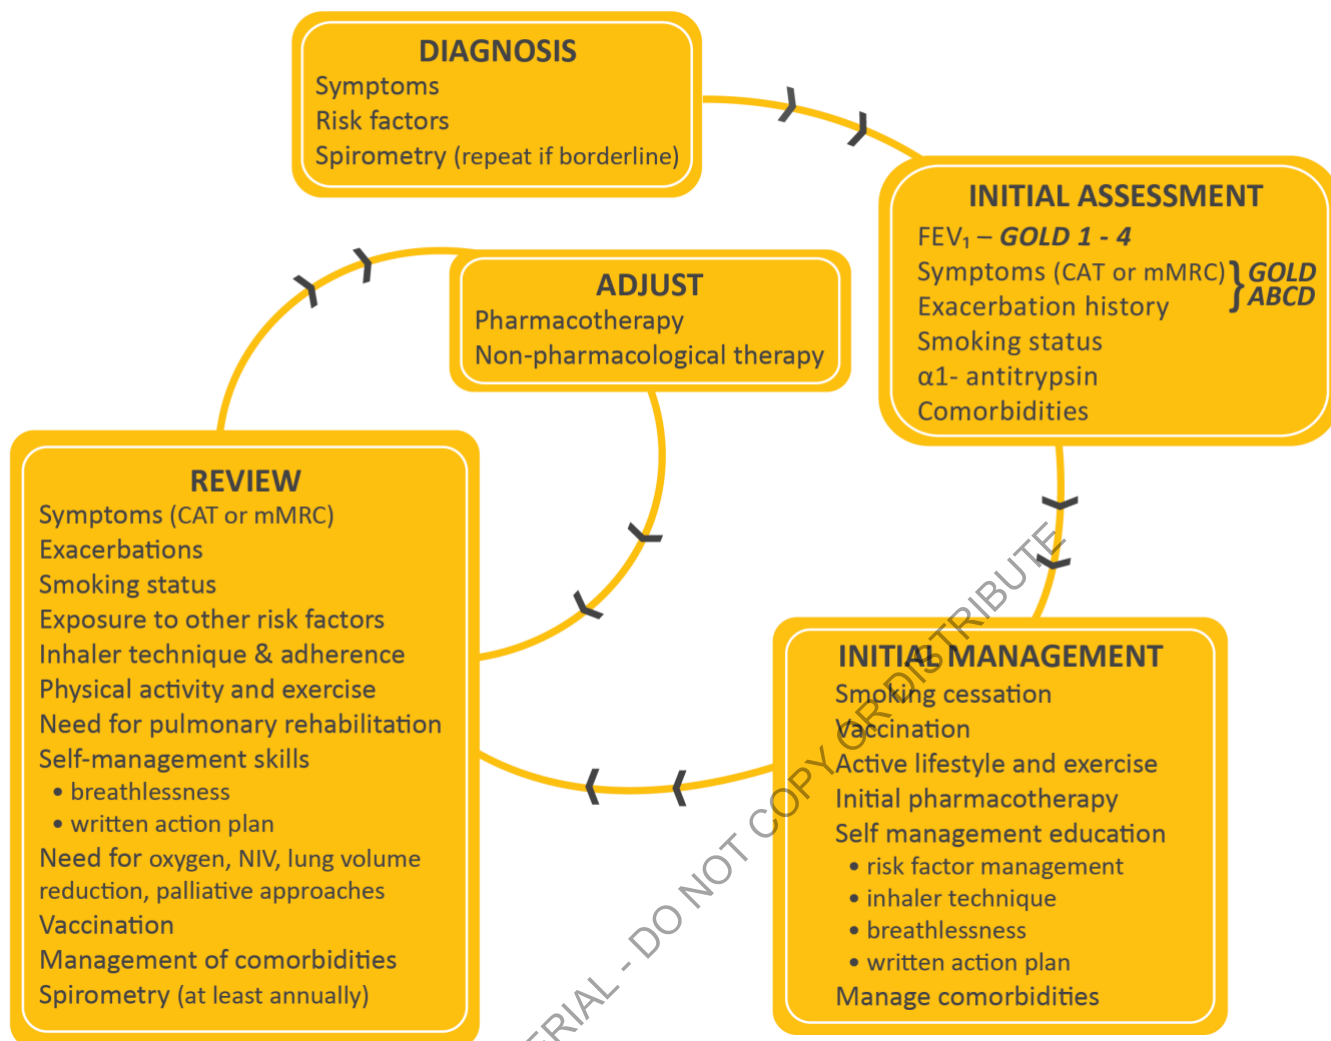 DIAGNOSIS
Symptoms
Risk factors
Spirometry (repeat if borderline)
INITIAL ASSESSMENT
FEV₁ – GOLD 1 - 4
Symptoms (CAT or mMRC)
Exacerbation history
} GOLD
ABCD
Smoking status
α1- antitrypsin
Comorbidities
INITIAL MANAGEMENT
Smoking cessation
Vaccination
Active lifestyle and exercise
Initial pharmacotherapy
Self management education
• risk factor management
• inhaler technique
• breathlessness
• written action plan
Manage comorbidities
REVIEW
Symptoms (CAT or mMRC)
Exacerbations
Smoking status
Exposure to other risk factors
Inhaler technique & adherence
Physical activity and exercise
Need for pulmonary rehabilitation
Self-management skills
• breathlessness
• written action plan
Need for oxygen, NIV, lung volume
reduction, palliative approaches
Vaccination
Management of comorbidities
Spirometry (at least annually)
ADJUST
Pharmacotherapy
Non-pharmacological therapy
- DO NOT COPY OR DISTRIBUTE